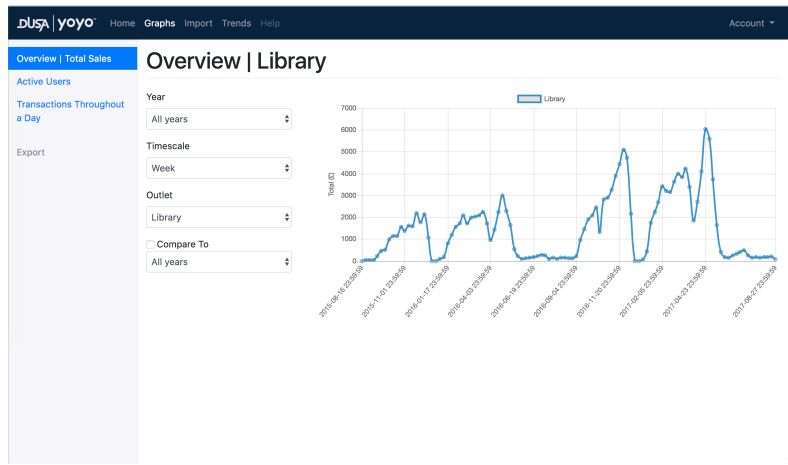 DUSA yoyo Home Graphs Import Trends Help Account
Overview | Total Sales
Active Users
Transactions Throughout
a Day
Export
Overview | Library
Year
All years
Timescale
Week
Outlet
Library
Compare To
All years
Library
Total (£)
7000
6000
5000
4000
3000
2000
1000
0
2015-08-16 23:59:59
2015-11-01 23:59:59
2016-01-17 23:59:59
2016-04-03 23:59:59
2016-06-19 23:59:59
2016-09-04 23:59:59
2016-11-20 23:59:59
2017-02-05 23:59:59
2017-04-23 23:59:59
2017-08-27 23:59:59